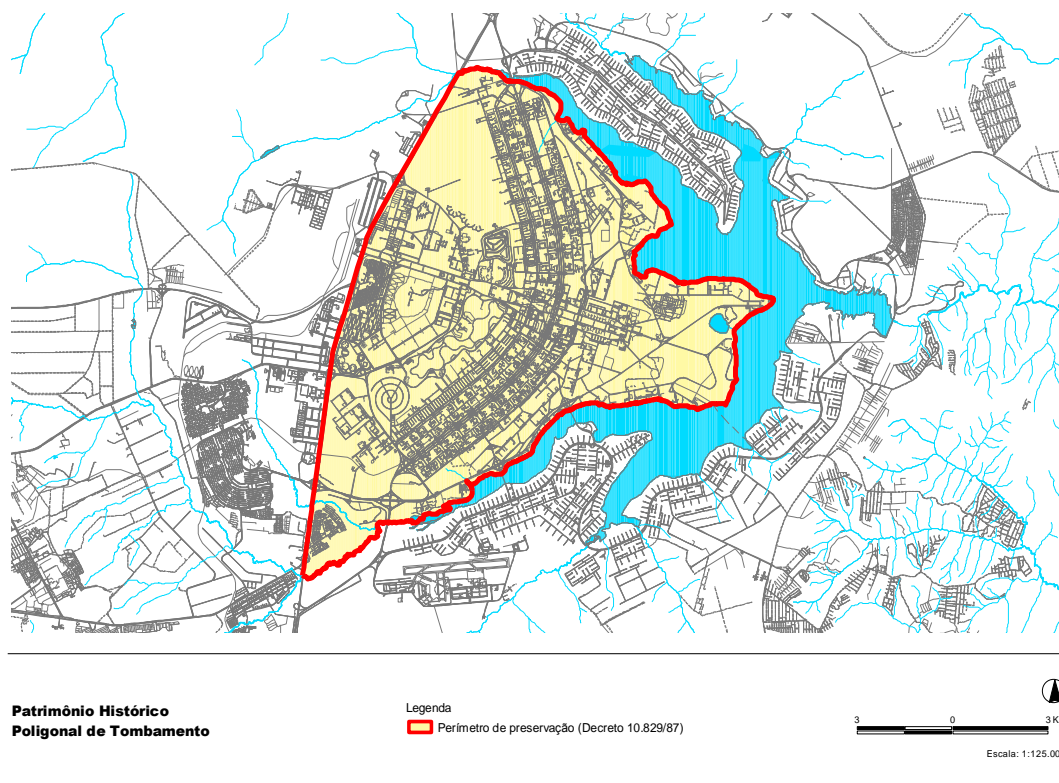 Patrimônio Histórico
Poligonal de Tombamento
Legenda
Perímetro de preservação (Decreto 10.829/87)
3 0 3 K
Escala: 1:125.00